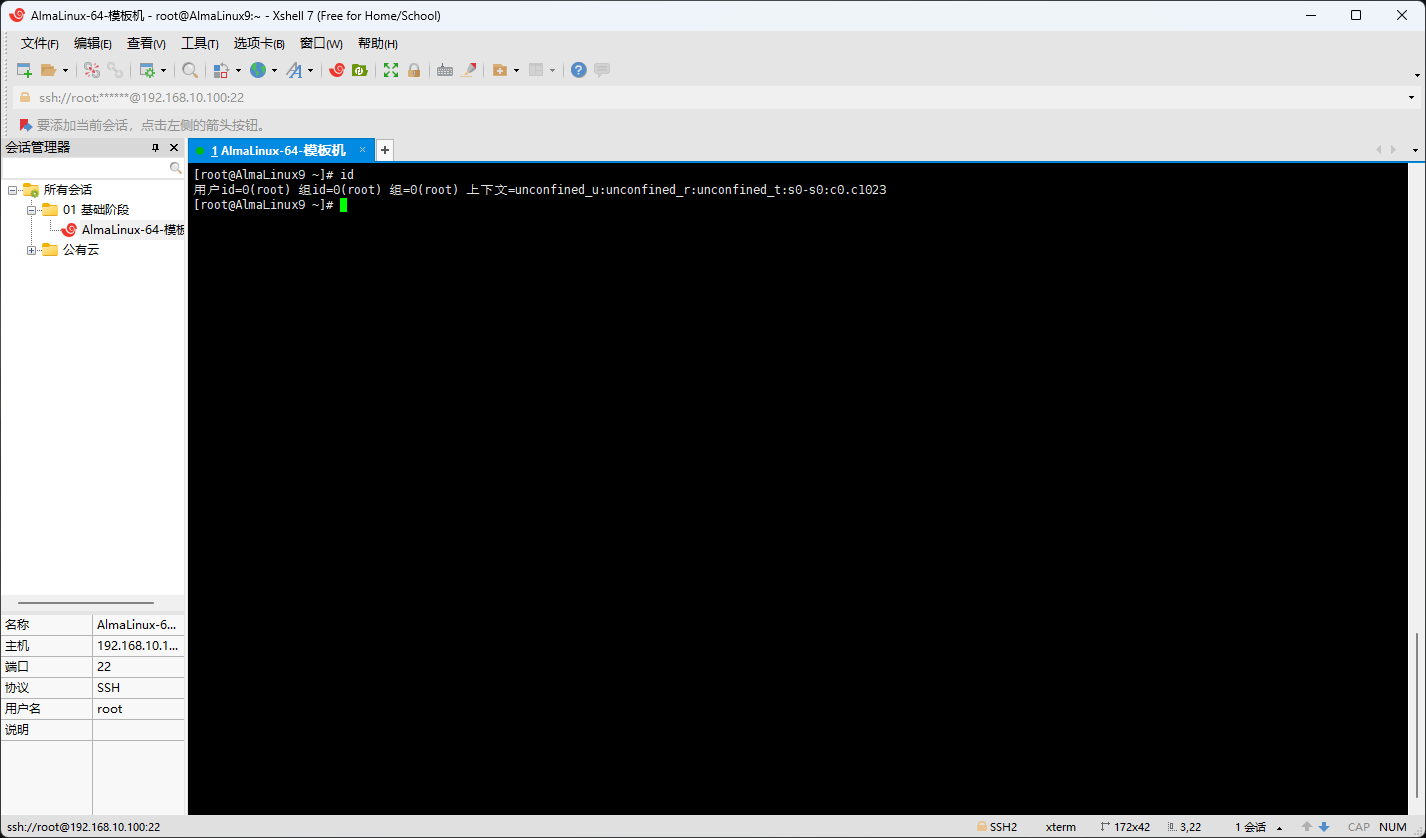 AlmaLinux-64-模板机 - root@AlmaLinux9:~ - Xshell 7 (Free for Home/School)
文件(F) 编辑(E) 查看(V) 工具(T) 选项卡(B) 窗口(W) 帮助(H)
ssh://root:******@192.168.10.100:22
要添加当前会话，点击左侧的箭头按钮。
会话管理器
1 AlmaLinux-64-模板机 × +
所有会话
01 基础阶段
AlmaLinux-64-模板
公有云
[root@AlmaLinux9 ~]# id
用户id=0(root) 组id=0(root) 组=0(root) 上下文=unconfined_u:unconfined_r:unconfined_t:s0-s0:c0.c1023
[root@AlmaLinux9 ~]#
名称 AlmaLinux-6...
主机 192.168.10.1...
端口 22
协议 SSH
用户名 root
说明
ssh://root@192.168.10.100:22 SSH2 xterm 172x42 3,22 1 会话 CAP NUM